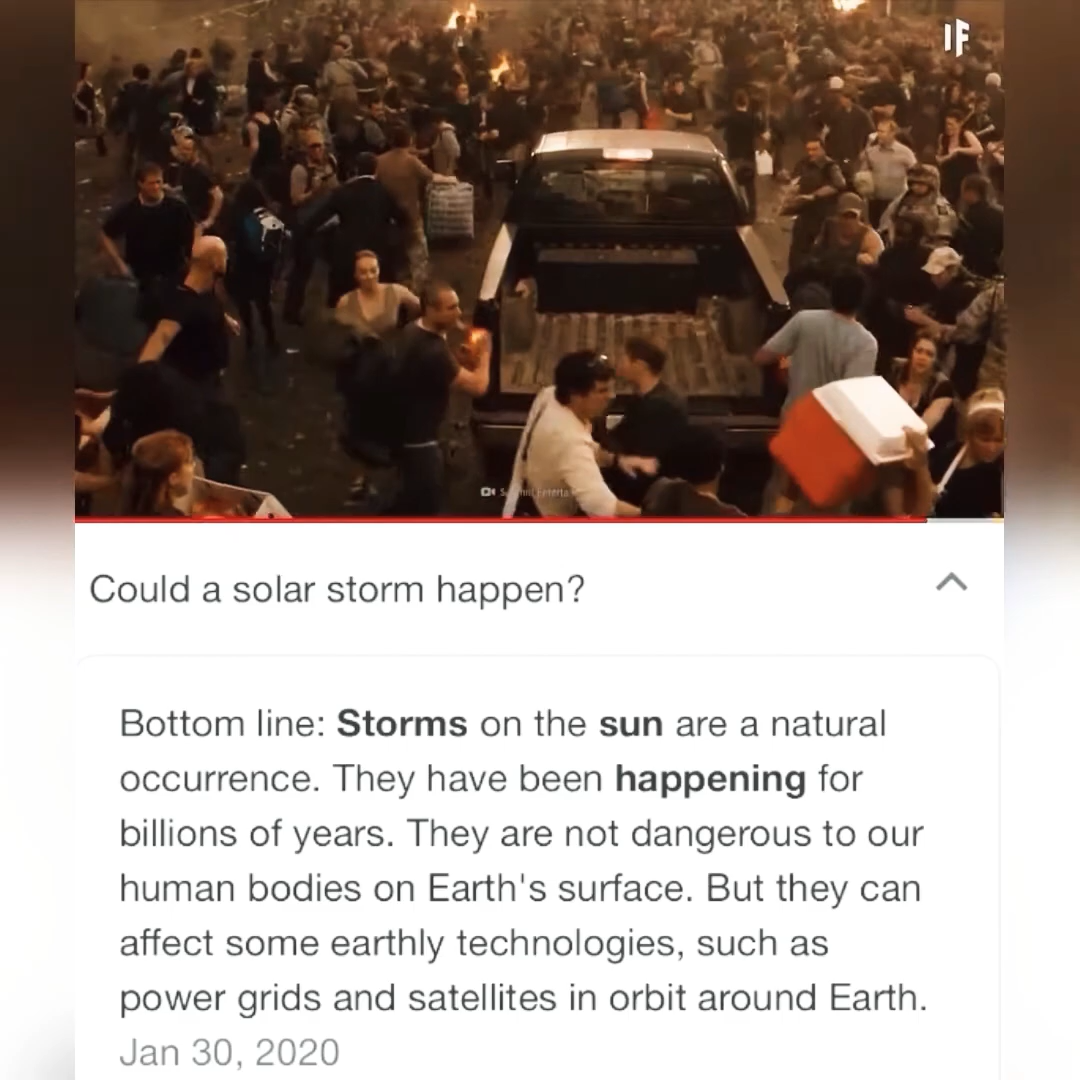 IF
Could a solar storm happen?
Bottom line: Storms on the sun are a natural
occurrence. They have been happening for
billions of years. They are not dangerous to our
human bodies on Earth's surface. But they can
affect some earthly technologies, such as
power grids and satellites in orbit around Earth.
Jan 30, 2020